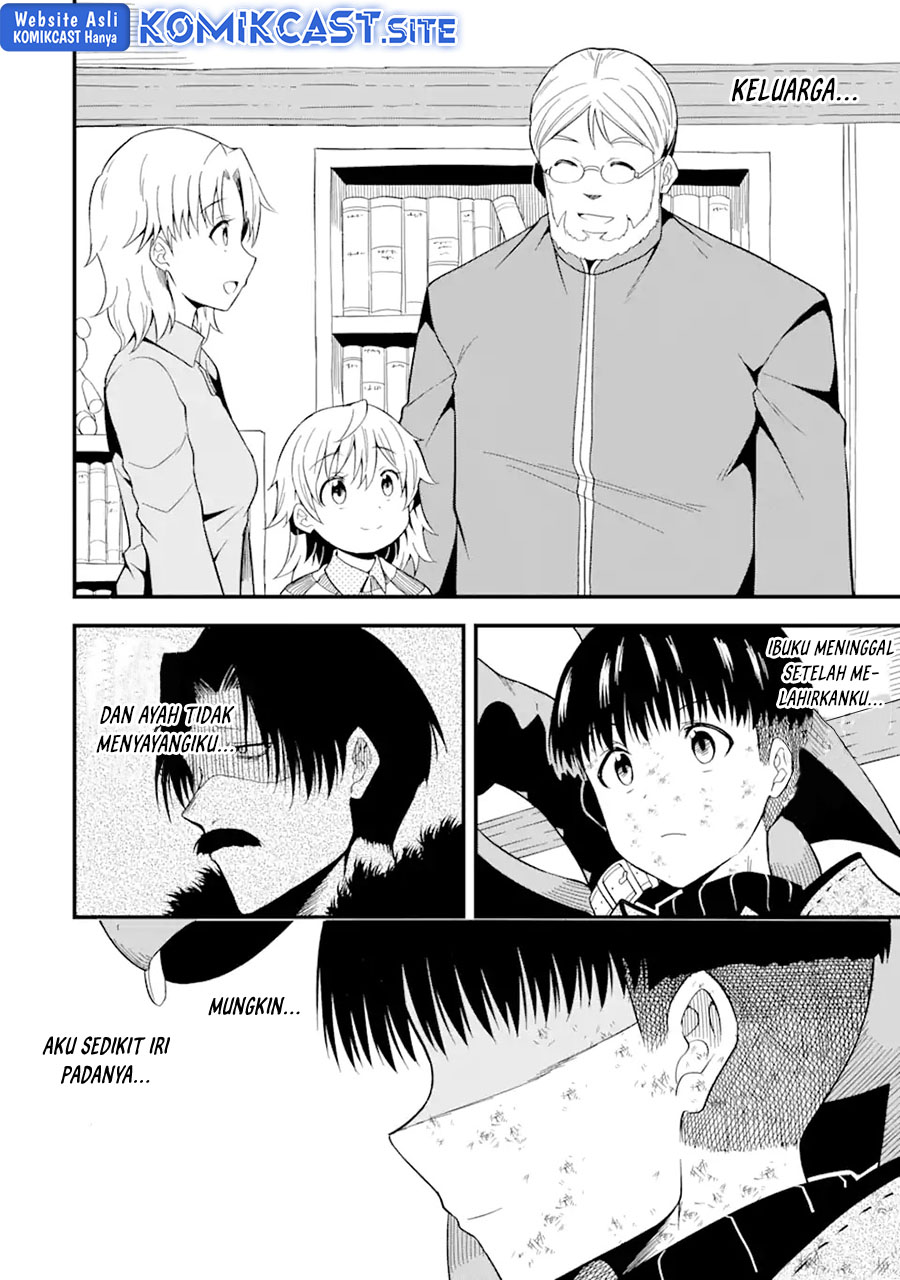 Website Asli
KOMIKCAST Hanya
KOMIKCAST.SITE
KELUARGA...
IBUKU MENINGGAL
SETELAH ME-
LAHIRKANKU...
DAN AYAH TIDAK
MENYAYANGIKU...
MUNGKIN...
AKU SEDIKIT IRI
PADANYA...